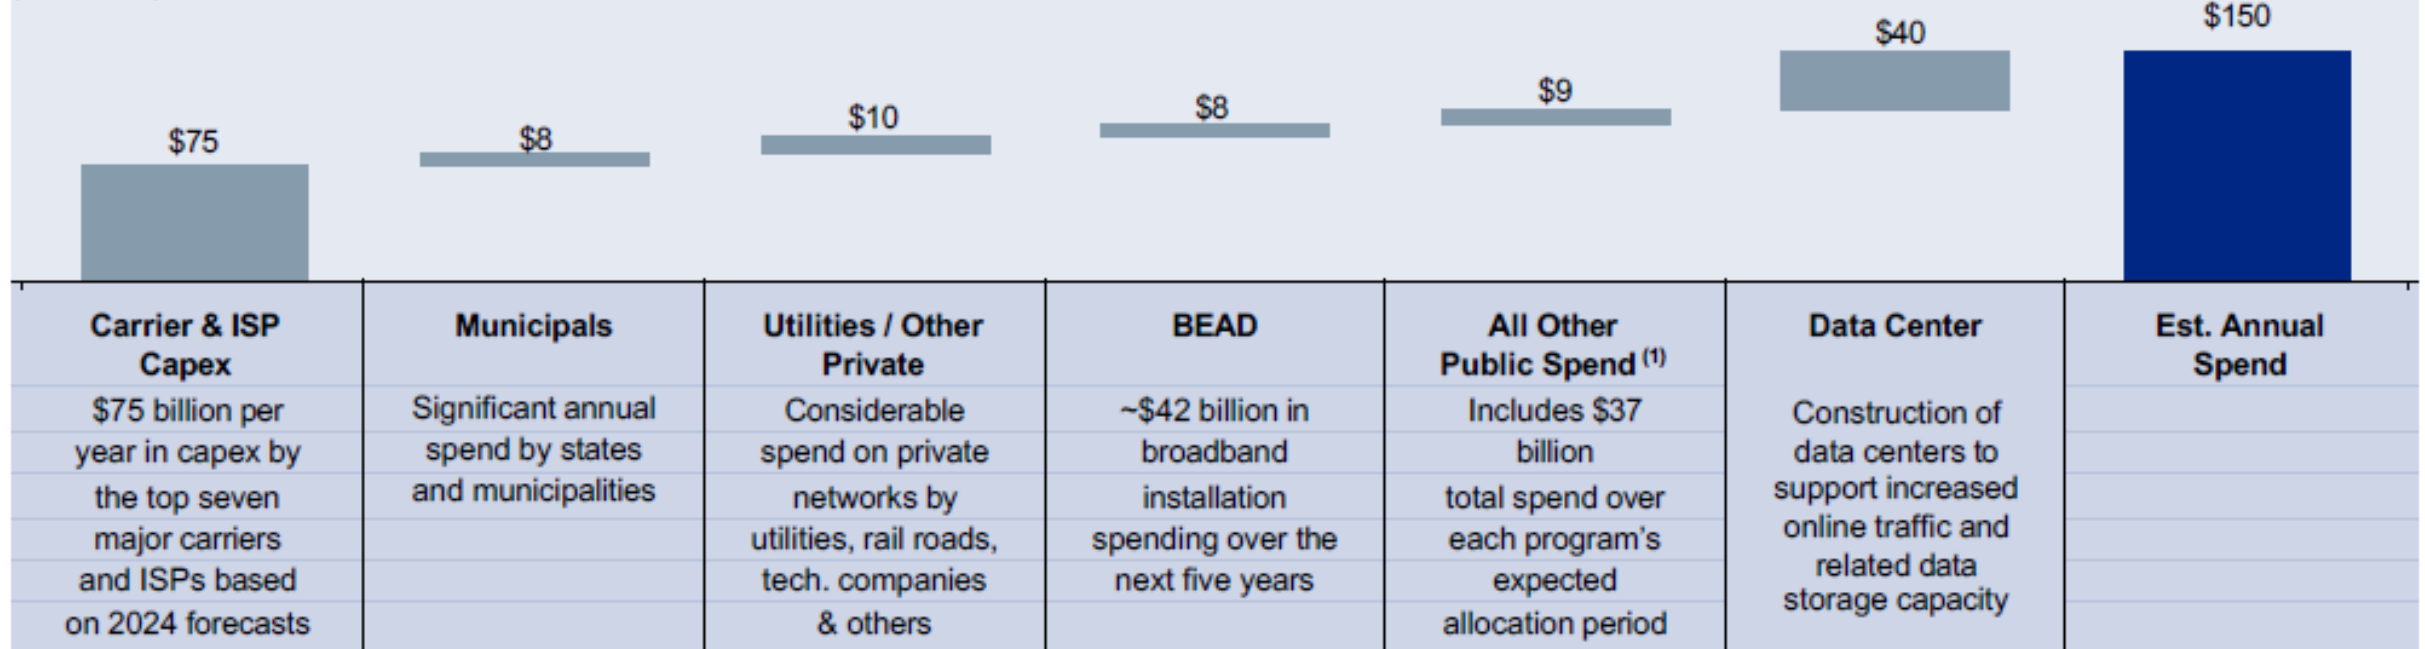 $75
$8
$10
$8
$9
$40
$150
Carrier & ISP
Capex
$75 billion per
year in capex by
the top seven
major carriers
and ISPs based
on 2024 forecasts
Municipals
Significant annual
spend by states
and municipalities
Utilities / Other
Private
Considerable
spend on private
networks by
utilities, rail roads,
tech. companies
& others
BEAD
~$42 billion in
broadband
installation
spending over the
next five years
All Other
Public Spend (1)
Includes $37
billion
total spend over
each program's
expected
allocation period
Data Center
Construction of
data centers to
support increased
online traffic and
related data
storage capacity
Est. Annual
Spend